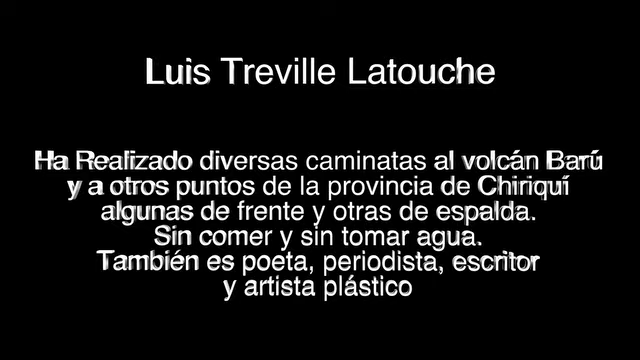 Luis Treville Latouche
Ha Realizado diversas caminatas al volcán Barú
y a otros puntos de la provincia de Chiriquí
algunas de frente y otras de espalda.
Sin comer y sin tomar agua.
También es poeta, periodista, escritor
y artista plástico